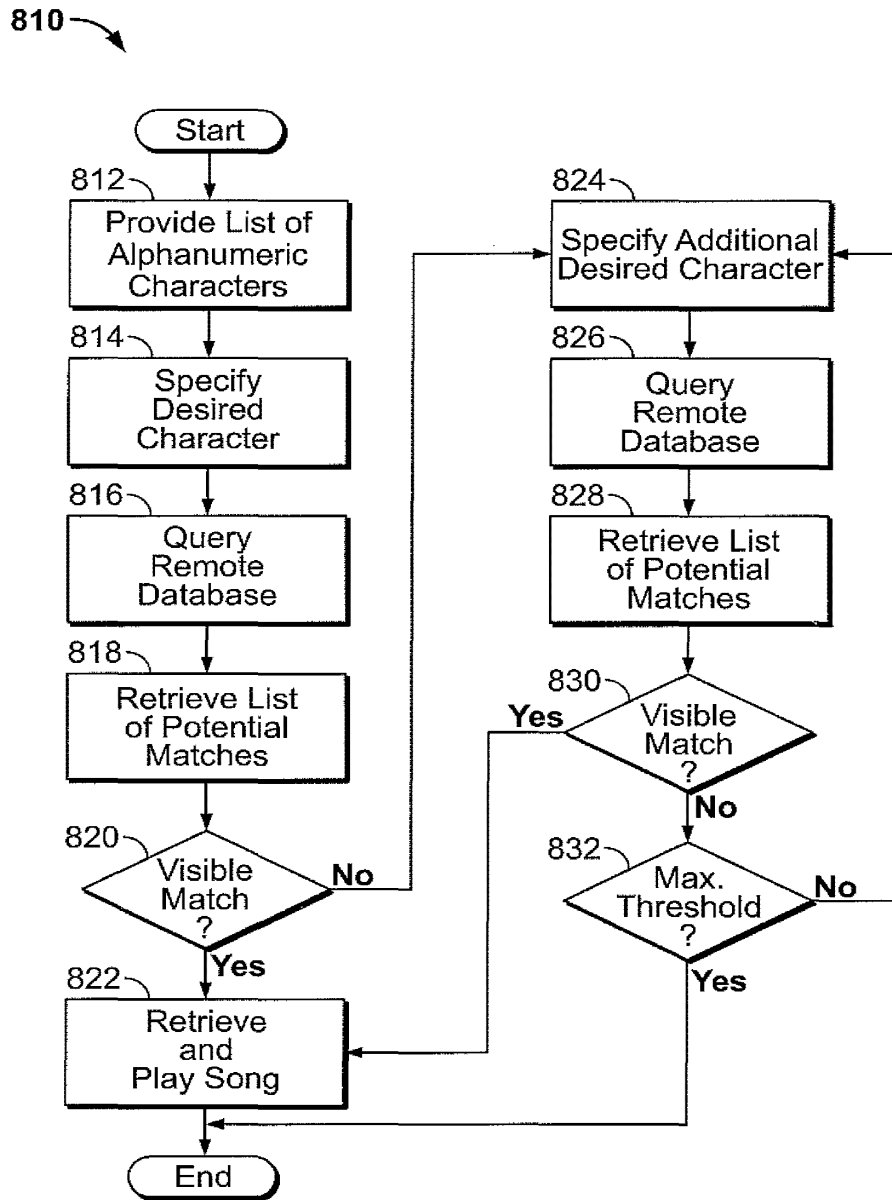 810
Start
812
Provide List of
Alphanumeric
Characters
814
Specify
Desired
Character
816
Query
Remote
Database
818
Retrieve List
of Potential
Matches
820
Visible
Match
?
No
Yes
822
Retrieve
and
Play Song
End
824
Specify Additional
Desired Character
826
Query
Remote
Database
828
Retrieve List
of Potential
Matches
830
Yes
Visible
Match
?
No
832
Max.
Threshold
?
No
Yes